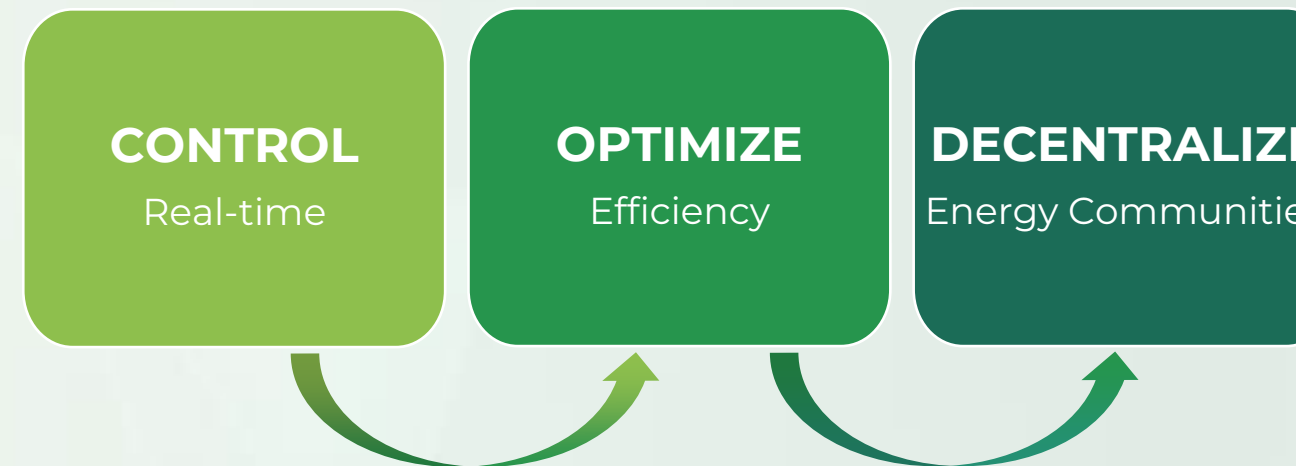 CONTROL
Real-time
OPTIMIZE
Efficiency
DECENTRALIZ
Energy Communitie